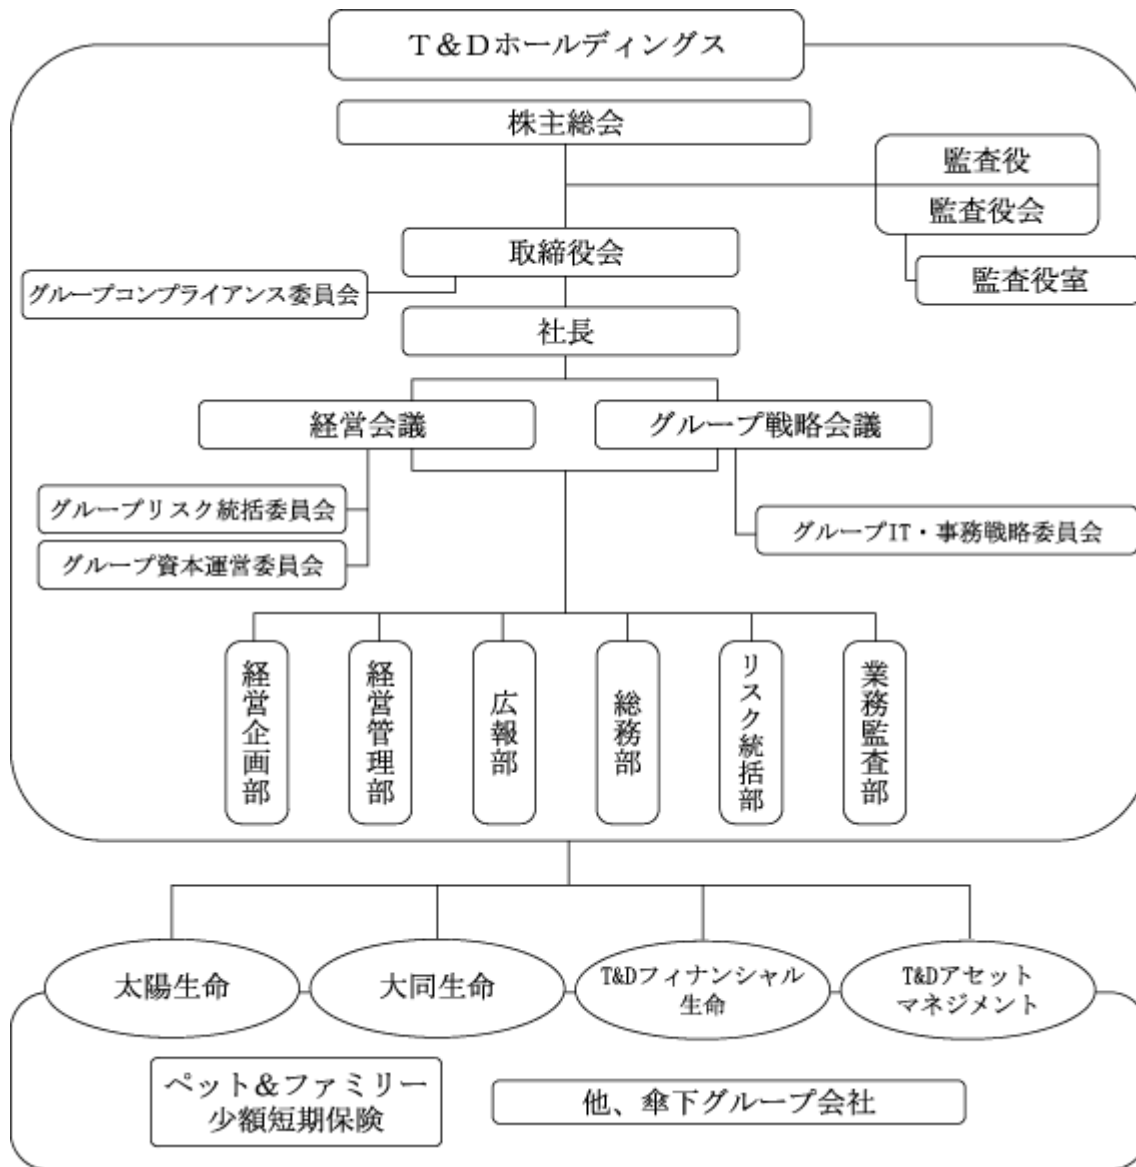 T&Dホールディングス
株主総会
監査役
監査役会
監査役室
取締役会
グループコンプライアンス委員会
社長
経営会議
グループ戦略会議
グループリスク統括委員会
グループ資本運営委員会
グループIT・事務戦略委員会
経営企画部
経営管理部
広報部
総務部
リスク統括部
業務監査部
太陽生命
大同生命
T&Dフィナンシャル
生命
T&Dアセット
マネジメント
ペット&ファミリー
少額短期保険
他、傘下グループ会社